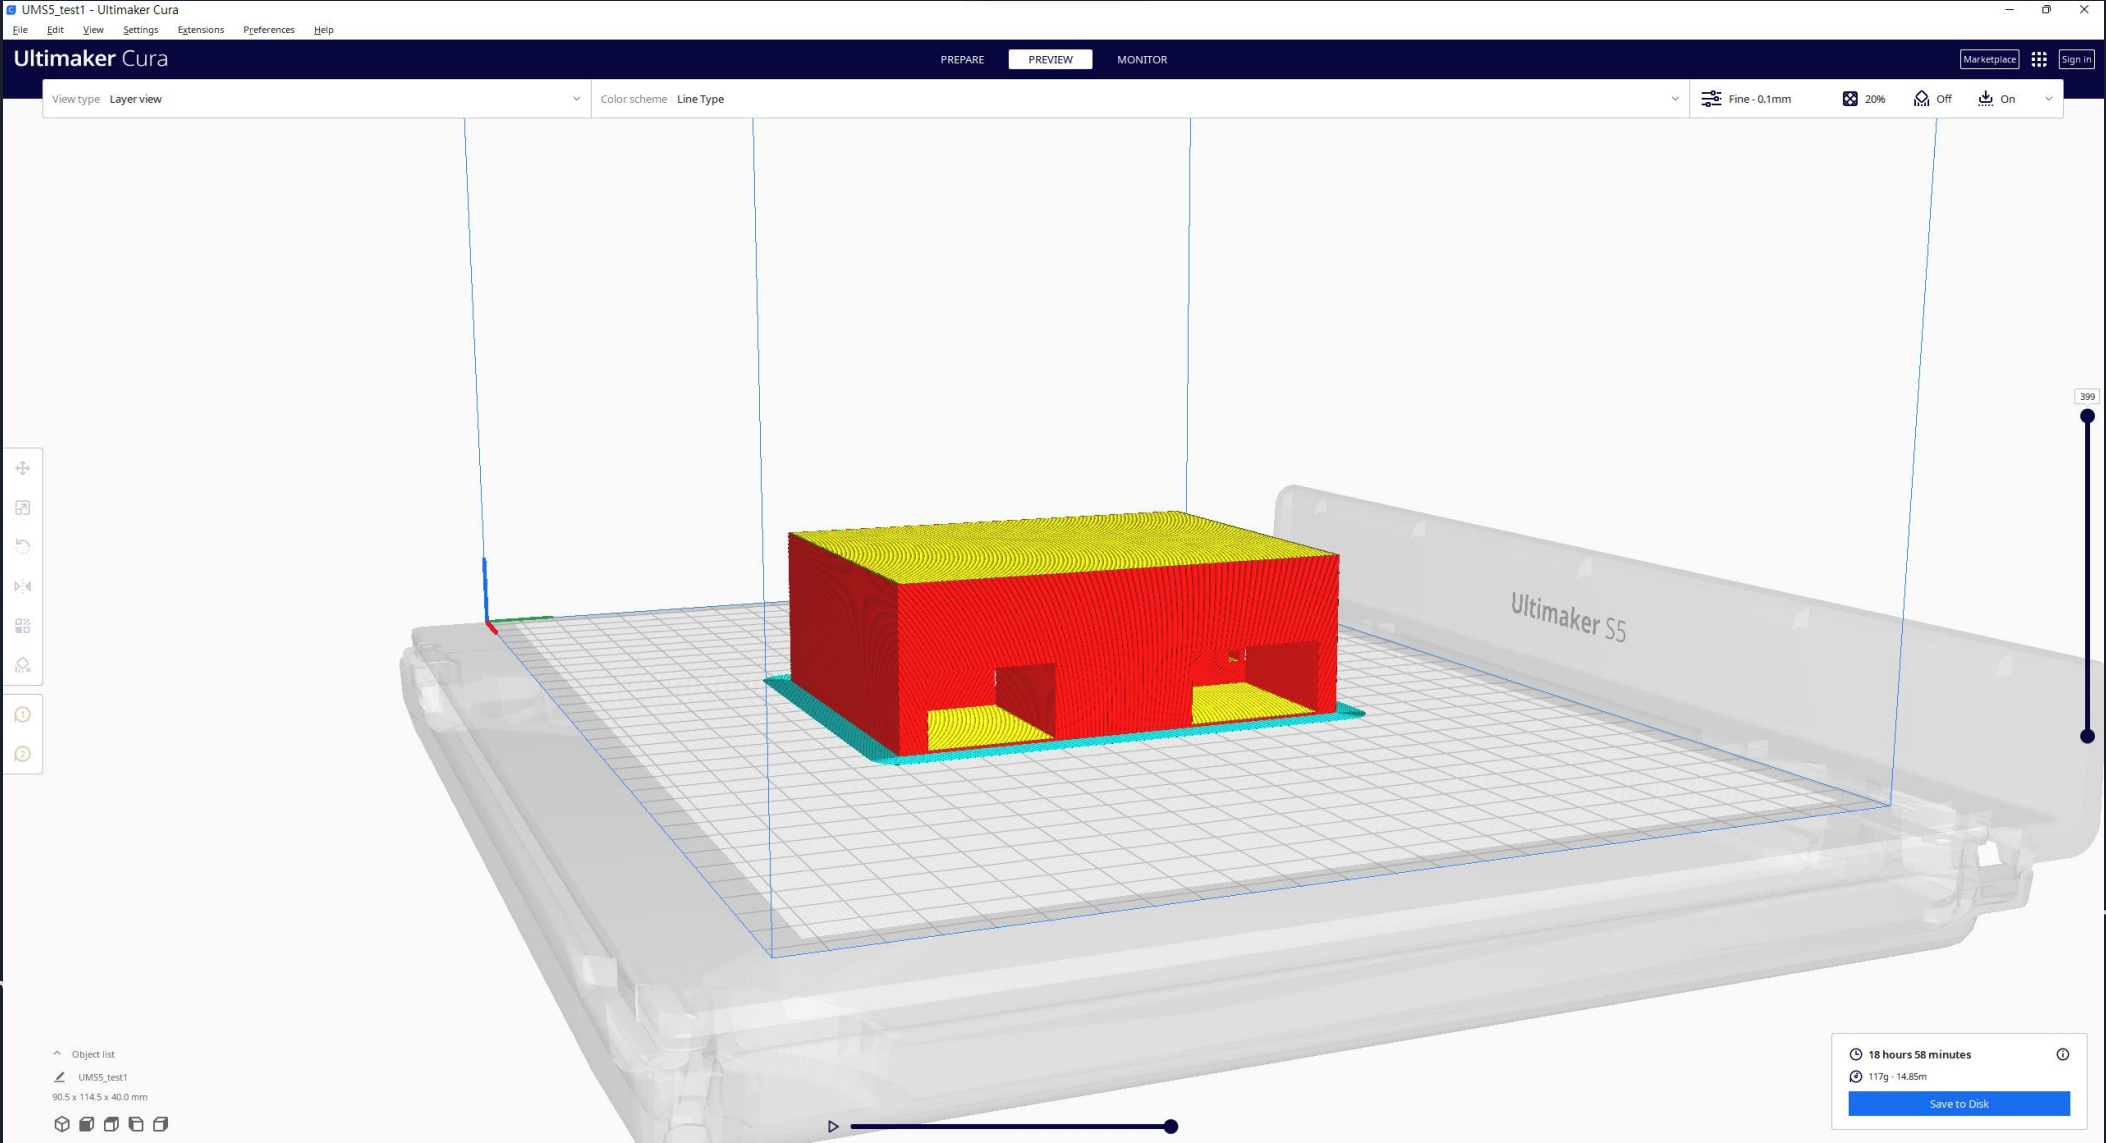 UMS5_test1 - Ultimaker Cura
File Edit View Settings Extensions Preferences Help
Ultimaker Cura
PREPARE PREVIEW MONITOR
Marketplace Sign in
View type Layer view
Color scheme Line Type
Fine - 0.1mm 20% Off On
399
Ultimaker S5
1
2
Object list
UMS5_test1
90.5 x 114.5 x 40.0 mm
18 hours 58 minutes
117g · 14.85m
Save to Disk